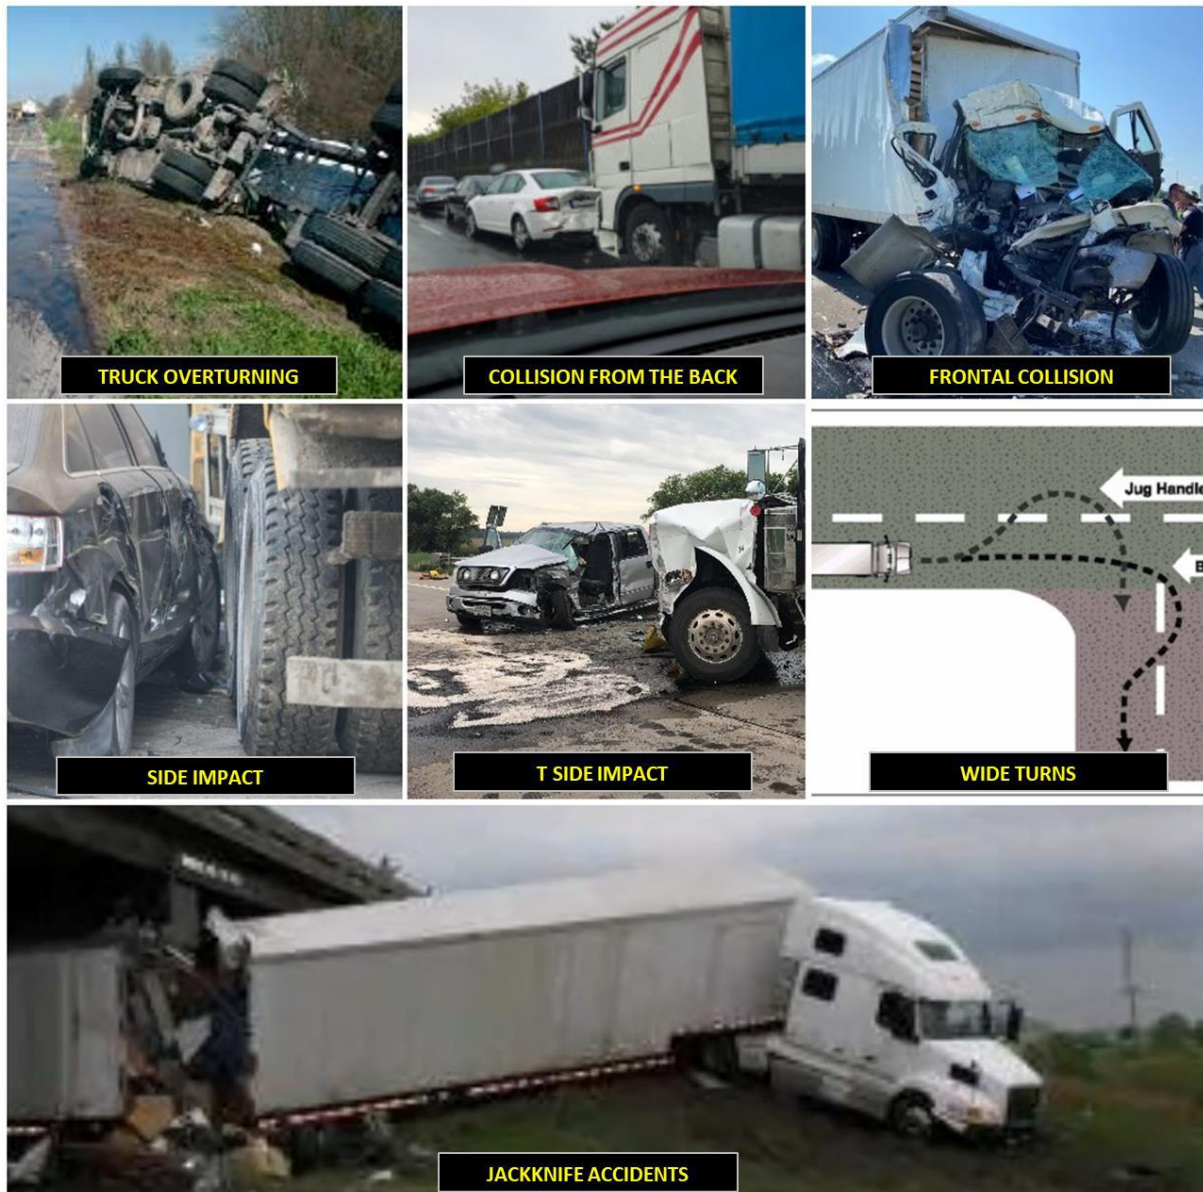 TRUCK OVERTURNING
COLLISION FROM THE BACK
FRONTAL COLLISION
SIDE IMPACT
T SIDE IMPACT
Jug Handle
WIDE TURNS
JACKKNIFE ACCIDENTS